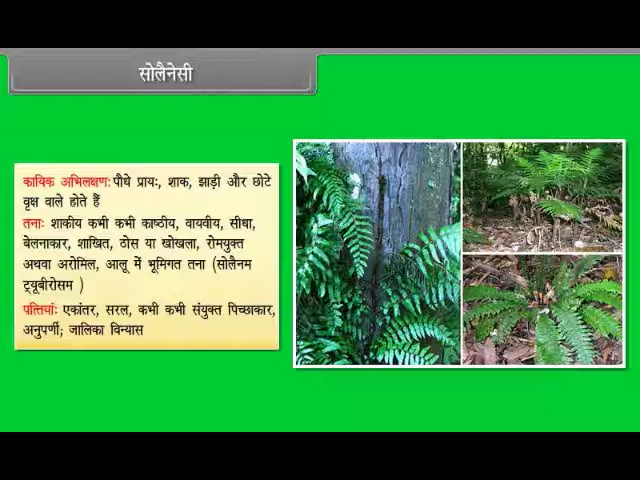 सोलैनेसी
कायिक अभिलक्षण: पौधे प्रायः, शाक, झाड़ी और छोटे
वृक्ष वाले होते हैं
तनाः शाकीय कभी कभी काष्ठीय, वायवीय, सीधा,
बेलनाकार, शाखित, ठोस या खोखला, रोमयुक्त
अथवा अरोमिल, आलू में भूमिगत तना (सोलैनम
ट्यूबीरोसम )
पत्तियांः एकांतर, सरल, कभी कभी संयुक्त पिच्छाकार,
अनुपर्णी; जालिका विन्यास